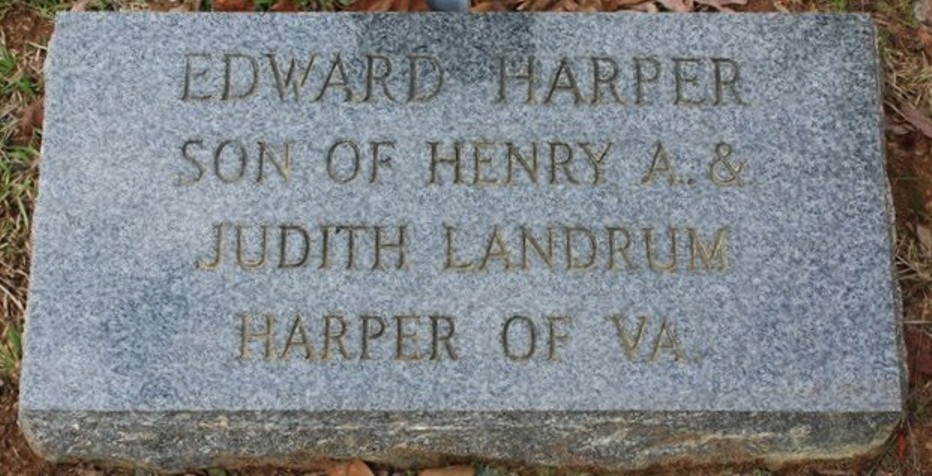 EDWARD HARPER
SON OF HENRY A. &
JUDITH LANDRUM
HARPER OF VA.